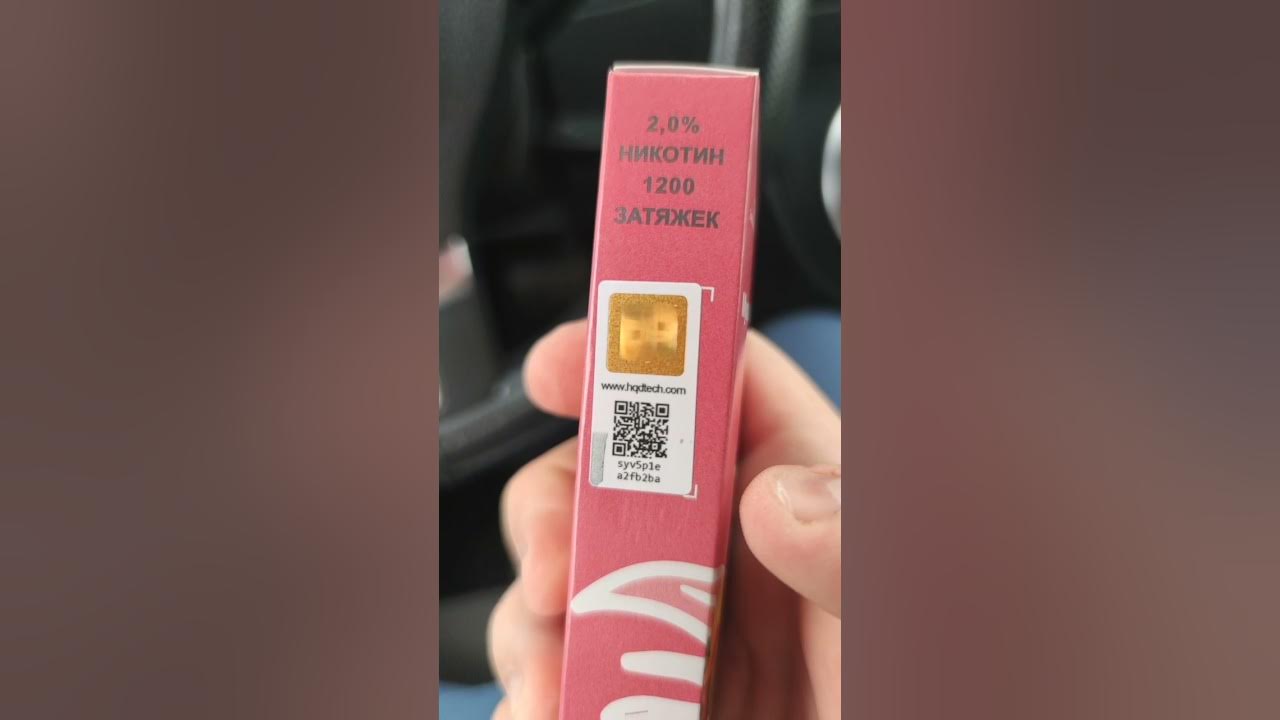 2,0%
НИКОТИН
1200
ЗАТЯЖЕК
www.hqdtech.com
syv5p1e
a2fb2ba